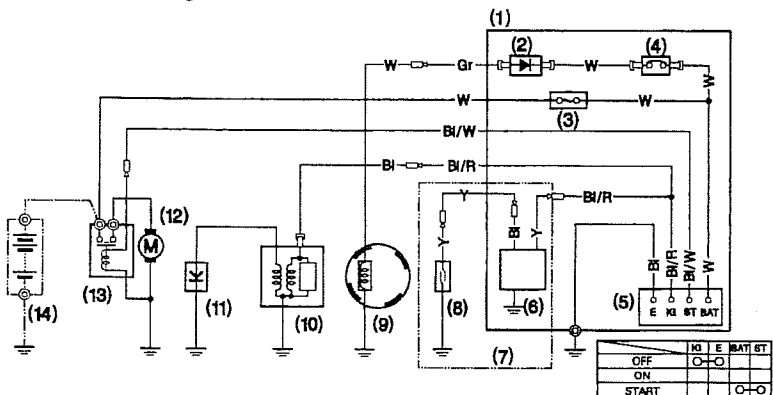 (1)
(2)
(4)
W
Gr
W
W
W
W
(3)
W
Bl/W
Bl
Bl/R
Y
Bl/R
(12)
M
Y
Bl
Y
Bl
Bl/R
Bl/W
W
(14)
(13)
(11)
(10)
(9)
(8)
(6)
(5)
E KI ST BAT
(7)
KI E BAT ST
OFF
ON
START